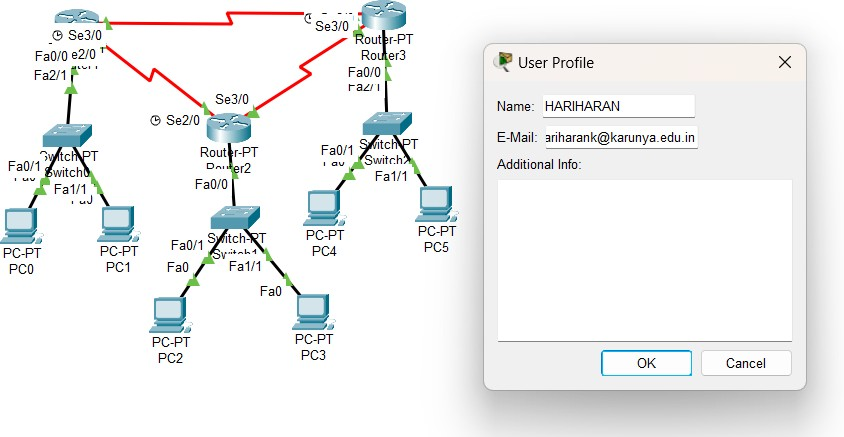 Se3/0
Fa0/0
e2/0
Fa2/1
Se3/0
Router-PT
Router3
Fa0/0
Fa2/1
Se3/0
Se2/0
Router-PT
Router2
Fa0/0
Fa0/1
Switch-PT
Switch0
Fa1/1
PC-PT
PC0
PC-PT
PC1
Fa0/1
Switch-PT
Switch2
Fa1/1
PC-PT
PC4
PC-PT
PC5
Fa0/1
Switch-PT
Switch1
Fa0
Fa1/1
Fa0
PC-PT
PC2
PC-PT
PC3
User Profile
Name: HARIHARAN
E-Mail: ariharank@karunya.edu.in
Additional Info:
OK Cancel